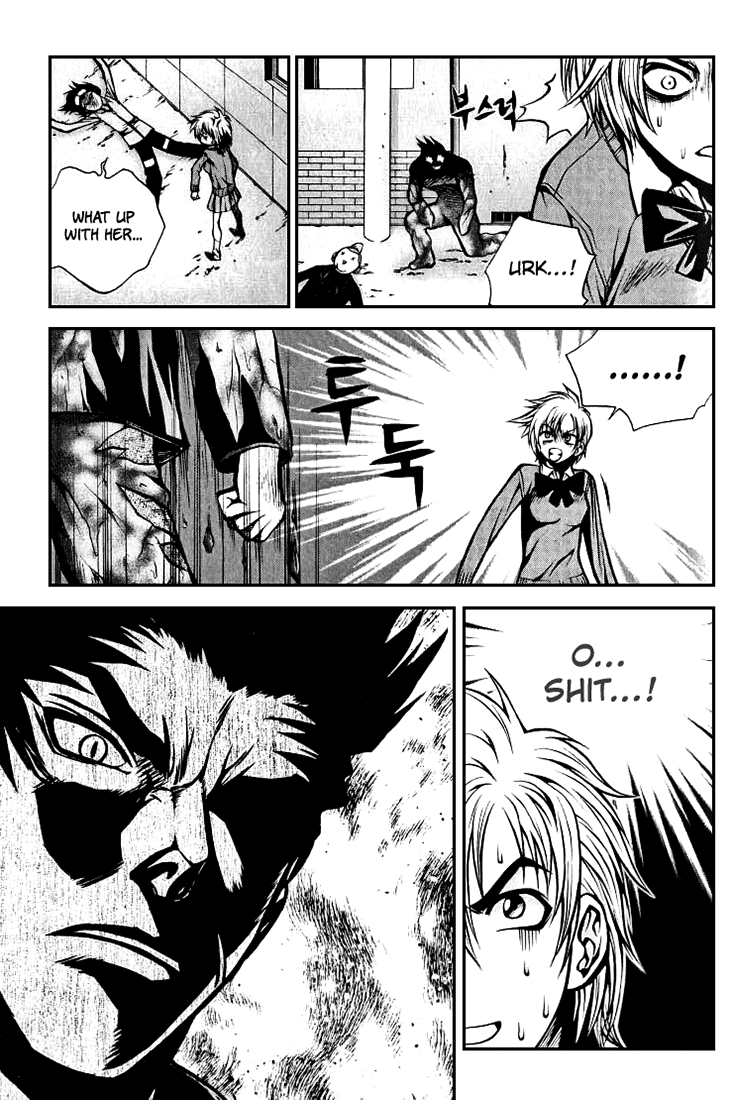 WHAT UP
WITH HER...
부스럭
URK...!
......!
투
둑
O...
SHIT...!